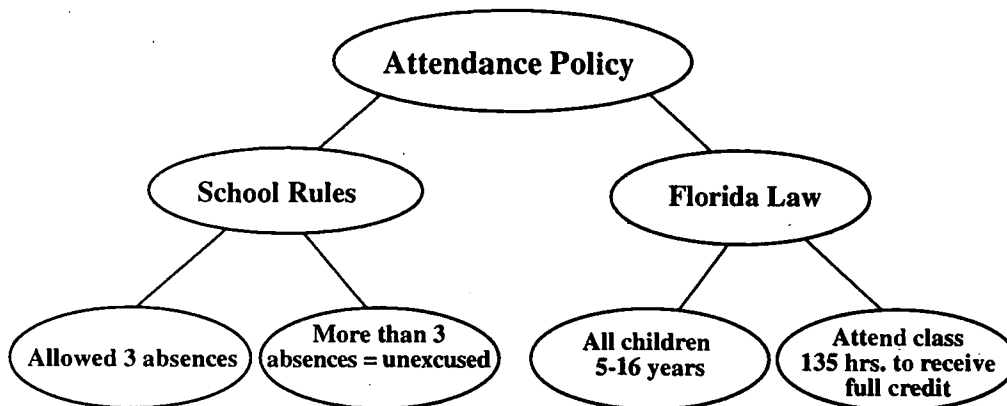 Attendance Policy
School Rules
Florida Law
Allowed 3 absences
More than 3
absences = unexcused
All children
5-16 years
Attend class
135 hrs. to receive
full credit